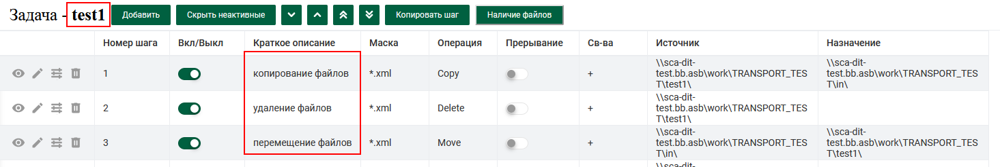 Задача - test1 Добавить Скрыть неактивные Копировать шаг Наличие файлов
Номер шага Вкл/Выкл Краткое описание Маска Операция Прерывание Св-ва Источник Назначение
1 копирование файлов *.xml Copy + \\sca-dit-test.bb.asb\work\TRANSPORT_TEST\test1\ \\sca-dit-test.bb.asb\work\TRANSPORT_TEST\in\
2 удаление файлов *.xml Delete + \\sca-dit-test.bb.asb\work\TRANSPORT_TEST\test1\
3 перемещение файлов *.xml Move + \\sca-dit-test.bb.asb\work\TRANSPORT_TEST\in\ \\sca-dit-test.bb.asb\work\TRANSPORT_TEST\test1\
\\sca-dit-